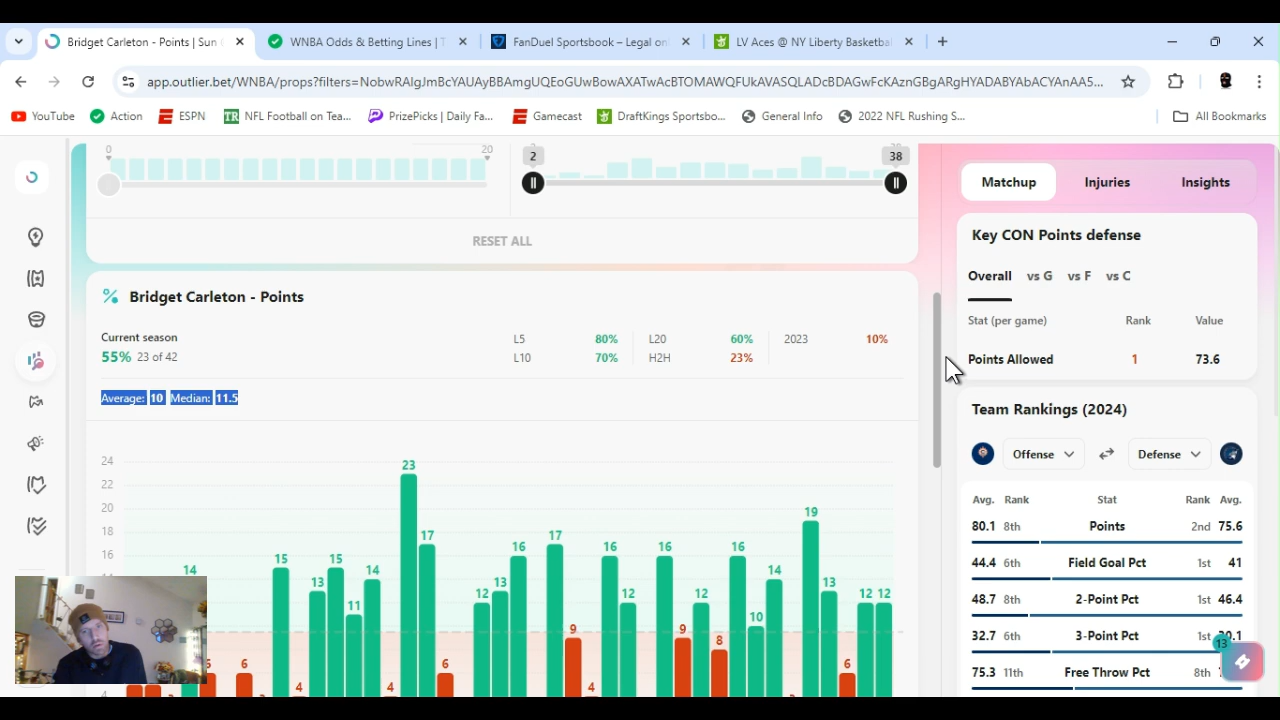 Bridget Carleton - Points | Sun
WNBA Odds & Betting Lines | T
FanDuel Sportsbook – Legal on
LV Aces @ NY Liberty Basketba
app.outlier.bet/WNBA/props?filters=NobwRAlgJmBcYAUAyBBAmgUQEoGUwBowAXATwAcBTOMAWQFUkAVASQLADcBDAGwFcKAznGBgARgHYADABYAbACYAnAA5...
YouTube
Action
ESPN
NFL Football on Tea...
PrizePicks | Daily Fa...
Gamecast
DraftKings Sportsbo...
General Info
2022 NFL Rushing S...
All Bookmarks
0
20
2
38
RESET ALL
Matchup
Injuries
Insights
Key CON Points defense
Overall vs G vs F vs C
Stat (per game) Rank Value
Points Allowed 1 73.6
Bridget Carleton - Points
Current season
55% 23 of 42
L5 80% L20 60% 2023 10%
L10 70% H2H 23%
Average: 10 Median: 11.5
Team Rankings (2024)
Offense
Defense
Avg. Rank Stat Rank Avg.
80.1 8th Points 2nd 75.6
44.4 6th Field Goal Pct 1st 41
48.7 8th 2-Point Pct 1st 46.4
32.7 6th 3-Point Pct 1st
13
75.3 11th Free Throw Pct 8th
24
22
20
18
16
14
6
15
4
13
15
11
14
4
23
17
6
12
13
16
17
9
4
16
12
16
9
12
8
16
10
14
19
13
6
12
12
4